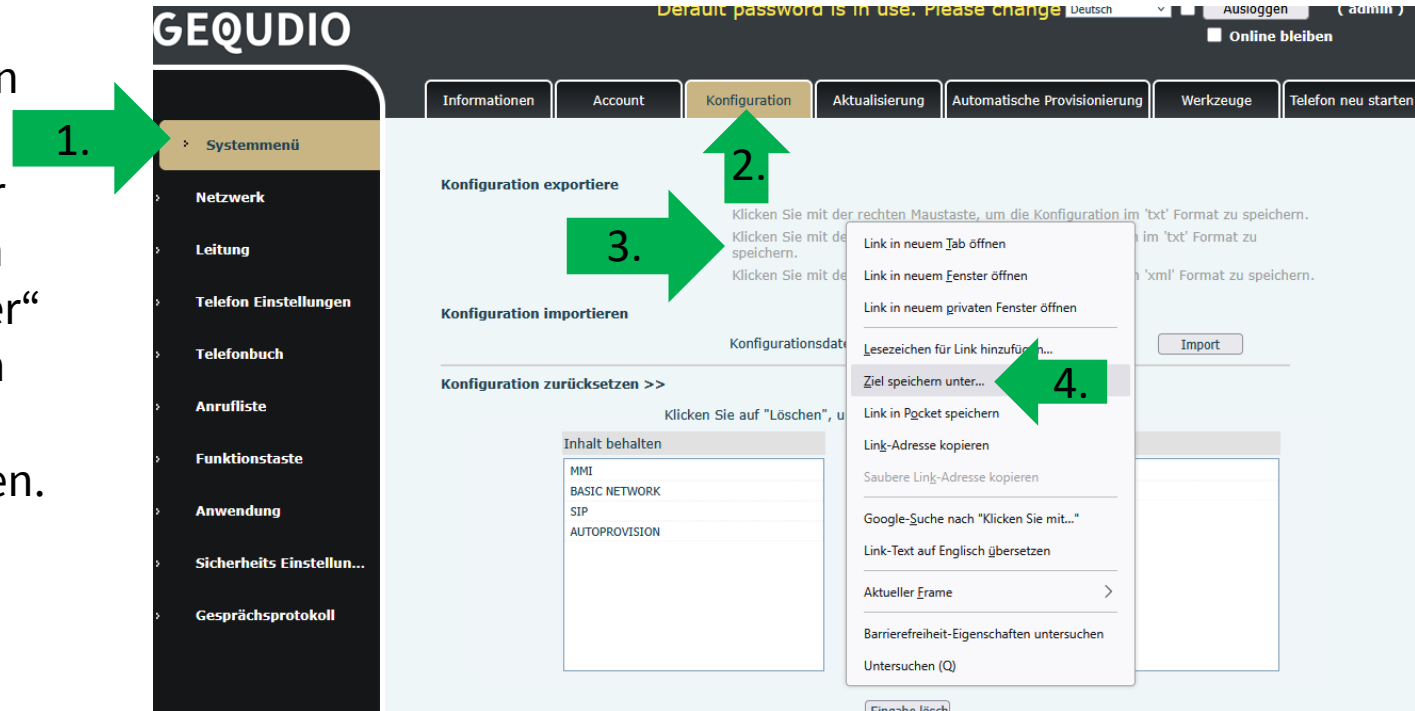 GEQUDIO
Default password is in use. Please change
Deutsch
Ausloggen
( admin )
Online bleiben
n
r
er“
en.
1.
2.
3.
4.
Informationen
Account
Konfiguration
Aktualisierung
Automatische Provisionierung
Werkzeuge
Telefon neu starten
Systemmenü
Netzwerk
Leitung
Telefon Einstellungen
Telefonbuch
Anrufliste
Funktionstaste
Anwendung
Sicherheits Einstellun...
Gesprächsprotokoll
Konfiguration exportiere
Klicken Sie mit der rechten Maustaste, um die Konfiguration im 'txt' Format zu speichern.
Klicken Sie mit de
im 'txt' Format zu
speichern.
Klicken Sie mit de
'xml' Format zu speichern.
Konfiguration importieren
Konfigurationsdate
Import
Konfiguration zurücksetzen >>
Klicken Sie auf "Löschen", u
Inhalt behalten
MMI
BASIC NETWORK
SIP
AUTOPROVISION
Link in neuem Tab öffnen
Link in neuem Fenster öffnen
Link in neuem privaten Fenster öffnen
Lesezeichen für Link hinzufügen...
Ziel speichern unter...
Link in Pocket speichern
Link-Adresse kopieren
Saubere Link-Adresse kopieren
Google-Suche nach "Klicken Sie mit..."
Link-Text auf Englisch übersetzen
Aktueller Frame
Barrierefreiheit-Eigenschaften untersuchen
Untersuchen (Q)
Eingabe lösch